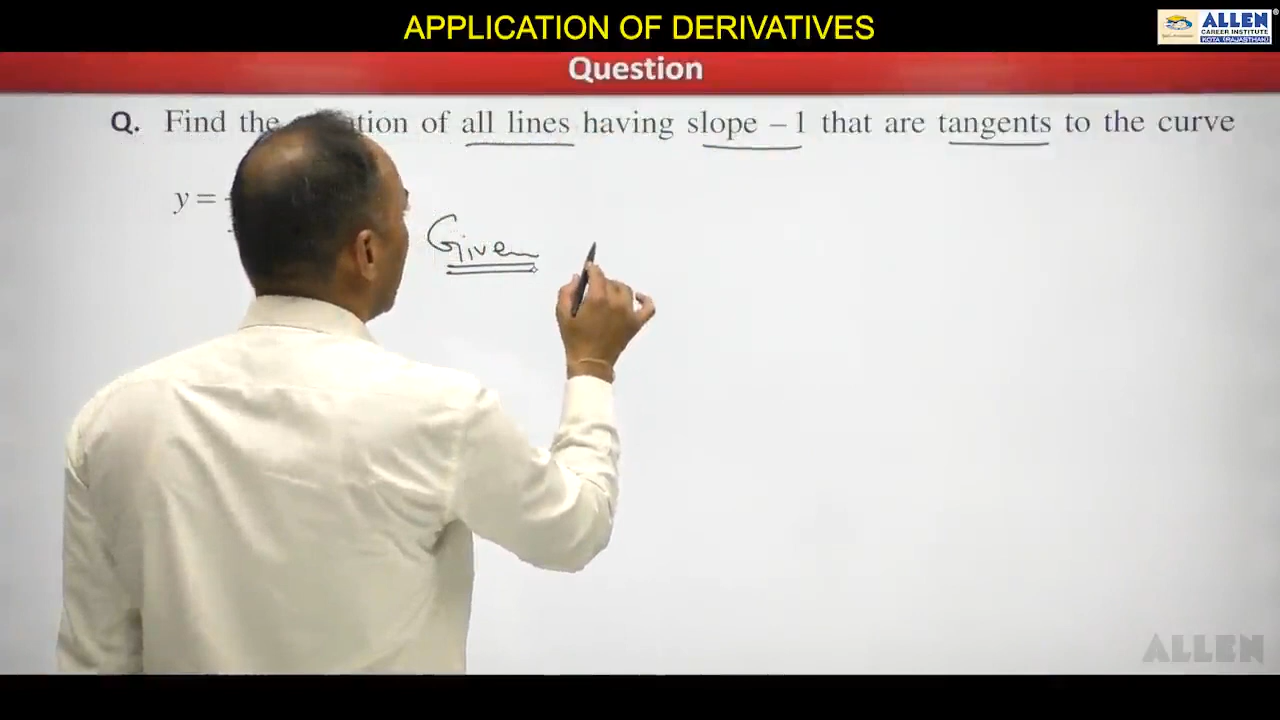 APPLICATION OF DERIVATIVES
ALLEN
CAREER INSTITUTE
KOTA (RAJASTHAN)
Question
Q. Find the tion of all lines having slope – 1 that are tangents to the curve
y =
Given
ALLEN